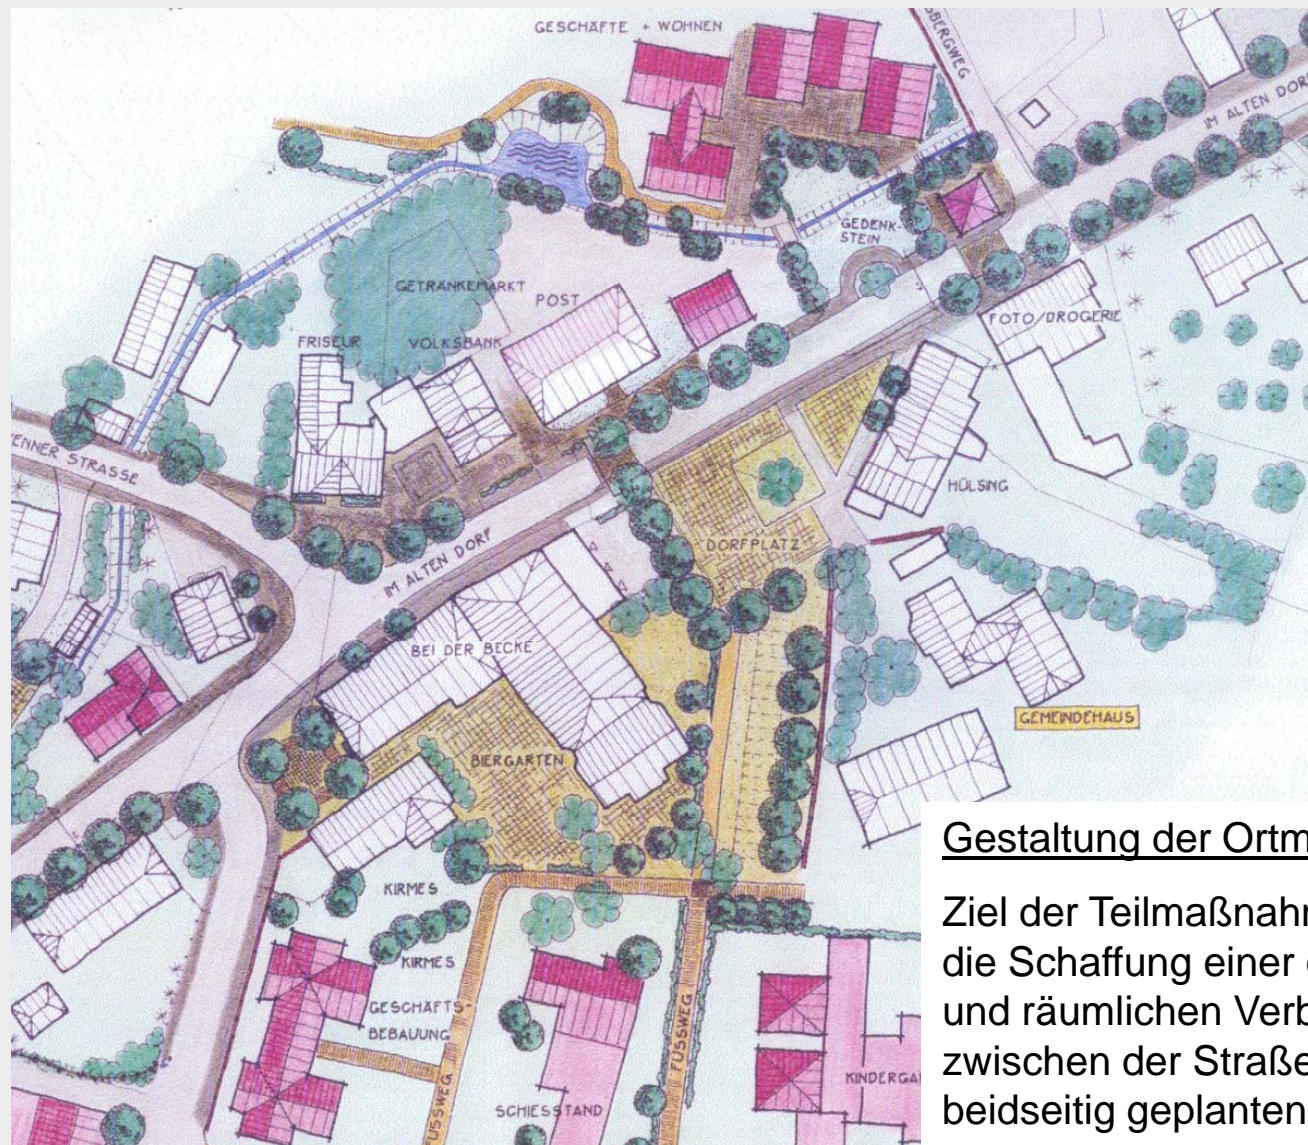 GESCHÄFTE + WOHNEN
SBERGWEG
IM ALTEN DORF
GEDENK-
STEIN
GETRÄNKEMARKT
POST
FOTO/DROGERIE
FRISEUR
VOLKSBANK
ENNER STRASSE
HÜLSING
DORFPLATZ
IM ALTEN DORF
BEI DER BECKE
GEMEINDEHAUS
BIERGARTEN
KIRMES
KIRMES
GESCHÄFTS-
BEBAUUNG
FUSSWEG
USSWEG
SCHIESSTAND
KINDERGA
Gestaltung der Ortm
Ziel der Teilmaßnahm
die Schaffung einer
und räumlichen Verb
zwischen der Straße
beidseitig geplanten